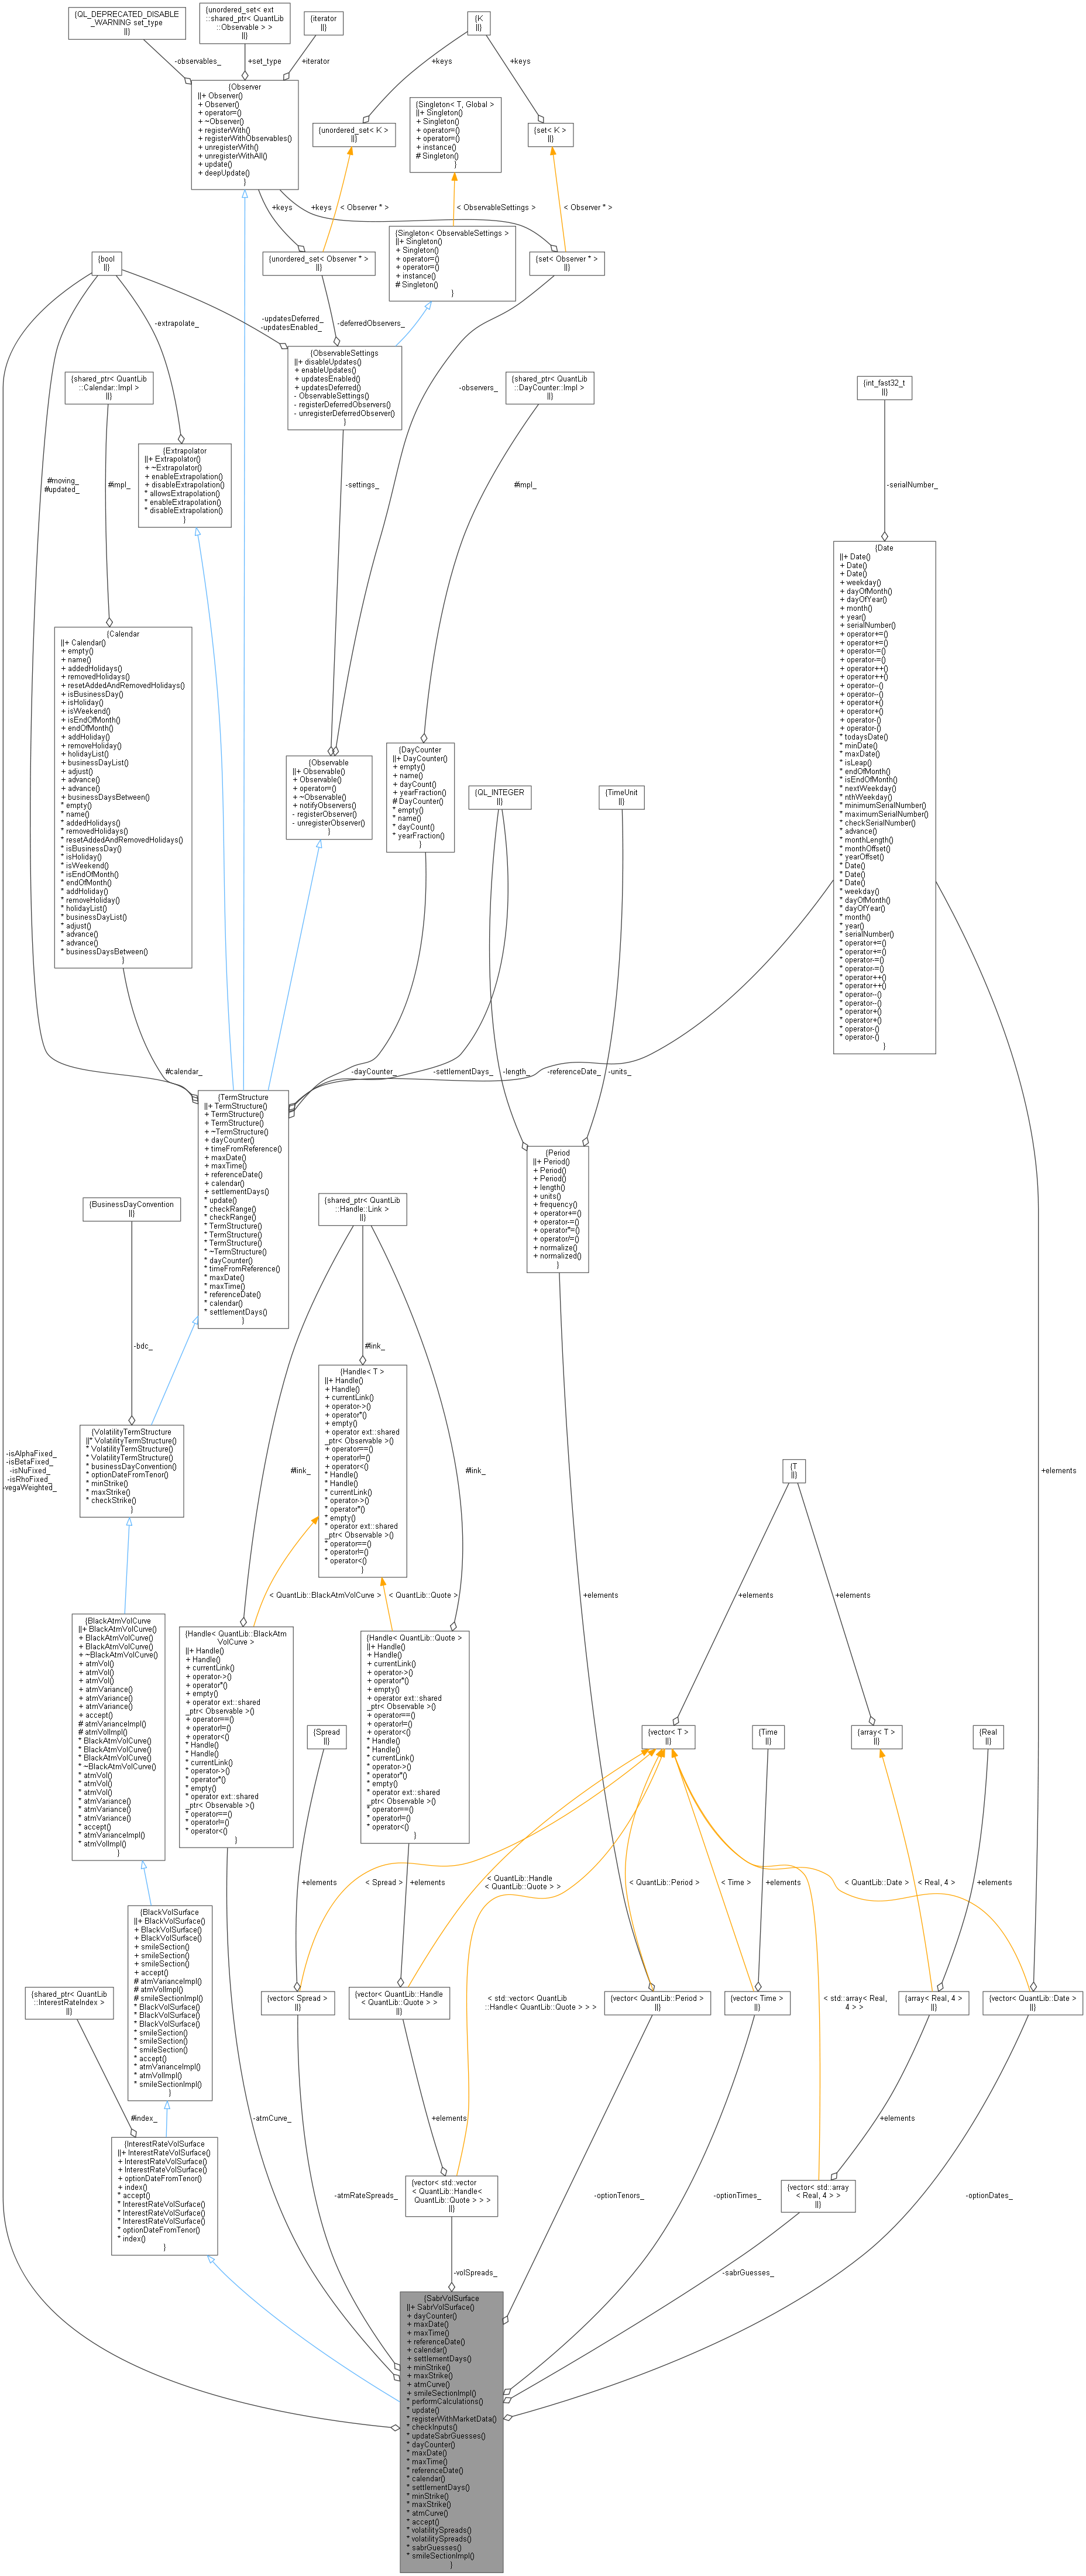 {QL_DEPRECATED_DISABLE
_WARNING set_type
||}
{unordered_set< ext
::shared_ptr< QuantLib
::Observable > >
||}
{iterator
||}
{K
||}
-observables_
+set_type
+iterator
+keys
+keys
{Observer
||+ Observer()
+ Observer()
+ operator=()
+ ~Observer()
+ registerWith()
+ registerWithObservables()
+ unregisterWith()
+ unregisterWithAll()
+ update()
+ deepUpdate()
}
{unordered_set< K >
||}
{Singleton< T, Global >
||+ Singleton()
+ Singleton()
+ operator=()
+ operator=()
+ instance()
# Singleton()
}
{set< K >
||}
+keys
+keys
< Observer * >
< ObservableSettings >
< Observer * >
{bool
||}
{unordered_set< Observer * >
||}
{Singleton< ObservableSettings >
||+ Singleton()
+ Singleton()
+ operator=()
+ operator=()
+ instance()
# Singleton()
}
{set< Observer * >
||}
-extrapolate_
-updatesDeferred_
-updatesEnabled_
-deferredObservers_
{ObservableSettings
||+ disableUpdates()
+ enableUpdates()
+ updatesEnabled()
+ updatesDeferred()
- ObservableSettings()
- registerDeferredObservers()
- unregisterDeferredObserver()
}
-observers_
{shared_ptr< QuantLib
::Calendar::Impl >
||}
{shared_ptr< QuantLib
::DayCounter::Impl >
||}
{int_fast32_t
||}
{Extrapolator
||+ Extrapolator()
+ ~Extrapolator()
+ enableExtrapolation()
+ disableExtrapolation()
* allowsExtrapolation()
* enableExtrapolation()
* disableExtrapolation()
}
#moving_
#updated_
#impl_
-settings_
#impl_
-serialNumber_
{Calendar
||+ Calendar()
+ empty()
+ name()
+ addedHolidays()
+ removedHolidays()
+ resetAddedAndRemovedHolidays()
+ isBusinessDay()
+ isHoliday()
+ isWeekend()
+ isEndOfMonth()
+ endOfMonth()
+ addHoliday()
+ removeHoliday()
+ holidayList()
+ businessDayList()
+ adjust()
+ advance()
+ advance()
+ businessDaysBetween()
* empty()
* name()
* addedHolidays()
* removedHolidays()
* resetAddedAndRemovedHolidays()
* isBusinessDay()
* isHoliday()
* isWeekend()
* isEndOfMonth()
* endOfMonth()
* addHoliday()
* removeHoliday()
* holidayList()
* businessDayList()
* adjust()
* advance()
* advance()
* businessDaysBetween()
}
{Observable
||+ Observable()
+ Observable()
+ operator=()
+ ~Observable()
+ notifyObservers()
- registerObserver()
- unregisterObserver()
}
{DayCounter
||+ DayCounter()
+ empty()
+ name()
+ dayCount()
+ yearFraction()
# DayCounter()
* empty()
* name()
* dayCount()
* yearFraction()
}
{QL_INTEGER
||}
{TimeUnit
||}
{Date
||+ Date()
+ Date()
+ Date()
+ weekday()
+ dayOfMonth()
+ dayOfYear()
+ month()
+ year()
+ serialNumber()
+ operator+=()
+ operator+=()
+ operator-=()
+ operator-=()
+ operator++()
+ operator++()
+ operator--()
+ operator--()
+ operator+()
+ operator+()
+ operator-()
+ operator-()
* todaysDate()
* minDate()
* maxDate()
* isLeap()
* endOfMonth()
* isEndOfMonth()
* nextWeekday()
* nthWeekday()
* minimumSerialNumber()
* maximumSerialNumber()
* checkSerialNumber()
* advance()
* monthLength()
* monthOffset()
* yearOffset()
* Date()
* Date()
* Date()
* weekday()
* dayOfMonth()
* dayOfYear()
* month()
* year()
* serialNumber()
* operator+=()
* operator+=()
* operator-=()
* operator-=()
* operator++()
* operator++()
* operator--()
* operator--()
* operator+()
* operator+()
* operator-()
* operator-()
}
#calendar_
-dayCounter_
-settlementDays_
-length_
-referenceDate_
-units_
{TermStructure
||+ TermStructure()
+ TermStructure()
+ TermStructure()
+ ~TermStructure()
+ dayCounter()
+ timeFromReference()
+ maxDate()
+ maxTime()
+ referenceDate()
+ calendar()
+ settlementDays()
* update()
* checkRange()
* checkRange()
* TermStructure()
* TermStructure()
* TermStructure()
* ~TermStructure()
* dayCounter()
* timeFromReference()
* maxDate()
* maxTime()
* referenceDate()
* calendar()
* settlementDays()
}
{Period
||+ Period()
+ Period()
+ Period()
+ length()
+ units()
+ frequency()
+ operator+=()
+ operator-=()
+ operator*=()
+ operator/=()
+ normalize()
+ normalized()
}
{BusinessDayConvention
||}
{shared_ptr< QuantLib
::Handle::Link >
||}
-bdc_
#link_
{Handle< T >
||+ Handle()
+ Handle()
+ currentLink()
+ operator->()
+ operator*()
+ empty()
+ operator ext::shared
_ptr< Observable >()
+ operator==()
+ operator!=()
+ operator<()
* Handle()
* Handle()
* currentLink()
* operator->()
* operator*()
* empty()
* operator ext::shared
_ptr< Observable >()
* operator==()
* operator!=()
* operator<()
}
{VolatilityTermStructure
||* VolatilityTermStructure()
* VolatilityTermStructure()
* VolatilityTermStructure()
* businessDayConvention()
* optionDateFromTenor()
* minStrike()
* maxStrike()
* checkStrike()
}
-isAlphaFixed_
-isBetaFixed_
-isNuFixed_
-isRhoFixed_
-vegaWeighted_
#link_
#link_
{T
||}
+elements
< QuantLib::BlackAtmVolCurve >
< QuantLib::Quote >
+elements
+elements
+elements
{BlackAtmVolCurve
||+ BlackAtmVolCurve()
+ BlackAtmVolCurve()
+ BlackAtmVolCurve()
+ ~BlackAtmVolCurve()
+ atmVol()
+ atmVol()
+ atmVol()
+ atmVariance()
+ atmVariance()
+ atmVariance()
+ accept()
# atmVarianceImpl()
# atmVolImpl()
* BlackAtmVolCurve()
* BlackAtmVolCurve()
* BlackAtmVolCurve()
* ~BlackAtmVolCurve()
* atmVol()
* atmVol()
* atmVol()
* atmVariance()
* atmVariance()
* atmVariance()
* accept()
* atmVarianceImpl()
* atmVolImpl()
}
{Handle< QuantLib::BlackAtm
VolCurve >
||+ Handle()
+ Handle()
+ currentLink()
+ operator->()
+ operator*()
+ empty()
+ operator ext::shared
_ptr< Observable >()
+ operator==()
+ operator!=()
+ operator<()
* Handle()
* Handle()
* currentLink()
* operator->()
* operator*()
* empty()
* operator ext::shared
_ptr< Observable >()
* operator==()
* operator!=()
* operator<()
}
{Handle< QuantLib::Quote >
||+ Handle()
+ Handle()
+ currentLink()
+ operator->()
+ operator*()
+ empty()
+ operator ext::shared
_ptr< Observable >()
+ operator==()
+ operator!=()
+ operator<()
* Handle()
* Handle()
* currentLink()
* operator->()
* operator*()
* empty()
* operator ext::shared
_ptr< Observable >()
* operator==()
* operator!=()
* operator<()
}
{Spread
||}
{vector< T >
||}
{Time
||}
{array< T >
||}
{Real
||}
+elements
< Spread >
+elements
< QuantLib::Handle
< QuantLib::Quote > >
< QuantLib::Period >
< Time >
+elements
< QuantLib::Date >
< Real, 4 >
+elements
{BlackVolSurface
||+ BlackVolSurface()
+ BlackVolSurface()
+ BlackVolSurface()
+ smileSection()
+ smileSection()
+ smileSection()
+ accept()
# atmVarianceImpl()
# atmVolImpl()
# smileSectionImpl()
* BlackVolSurface()
* BlackVolSurface()
* BlackVolSurface()
* smileSection()
* smileSection()
* smileSection()
* accept()
* atmVarianceImpl()
* atmVolImpl()
* smileSectionImpl()
}
{shared_ptr< QuantLib
::InterestRateIndex >
||}
{vector< Spread >
||}
{vector< QuantLib::Handle
< QuantLib::Quote > >
||}
< std::vector< QuantLib
::Handle< QuantLib::Quote > > >
{vector< QuantLib::Period >
||}
{vector< Time >
||}
< std::array< Real,
4 > >
{array< Real, 4 >
||}
{vector< QuantLib::Date >
||}
#index_
-atmCurve_
+elements
+elements
{InterestRateVolSurface
||+ InterestRateVolSurface()
+ InterestRateVolSurface()
+ InterestRateVolSurface()
+ optionDateFromTenor()
+ index()
* accept()
* InterestRateVolSurface()
* InterestRateVolSurface()
* InterestRateVolSurface()
* optionDateFromTenor()
* index()
}
-atmRateSpreads_
{vector< std::vector
< QuantLib::Handle<
QuantLib::Quote > > >
||}
-optionTenors_
-optionTimes_
{vector< std::array
< Real, 4 > >
||}
-optionDates_
-volSpreads_
-sabrGuesses_
{SabrVolSurface
||+ SabrVolSurface()
+ dayCounter()
+ maxDate()
+ maxTime()
+ referenceDate()
+ calendar()
+ settlementDays()
+ minStrike()
+ maxStrike()
+ atmCurve()
+ smileSectionImpl()
* performCalculations()
* update()
* registerWithMarketData()
* checkInputs()
* updateSabrGuesses()
* dayCounter()
* maxDate()
* maxTime()
* referenceDate()
* calendar()
* settlementDays()
* minStrike()
* maxStrike()
* atmCurve()
* accept()
* volatilitySpreads()
* volatilitySpreads()
* sabrGuesses()
* smileSectionImpl()
}